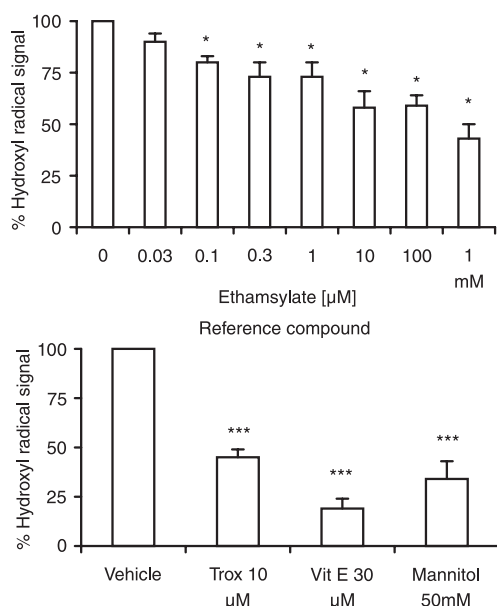 % Hydroxyl radical signal
100
75
50
25
0
* * * * * *
0 0.03 0.1 0.3 1 10 100 1
mM
Ethamsylate [µM]
Reference compound
% Hydroxyl radical signal
100
75
50
25
0
*** *** ***
Vehicle Trox 10 Vit E 30 Mannitol
µM µM 50mM